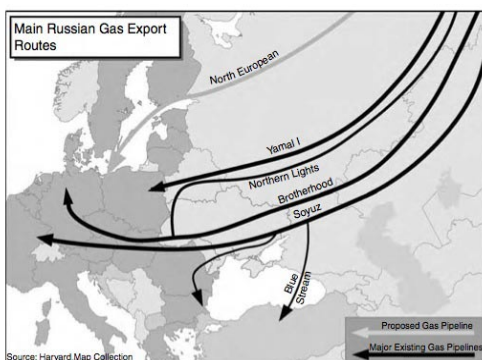 Main Russian Gas Export
Routes
North European
Yamal I
Northern Lights
Brotherhood
Soyuz
Blue
Stream
Proposed Gas Pipeline
Major Existing Gas Pipelines
Source: Harvard Map Collection